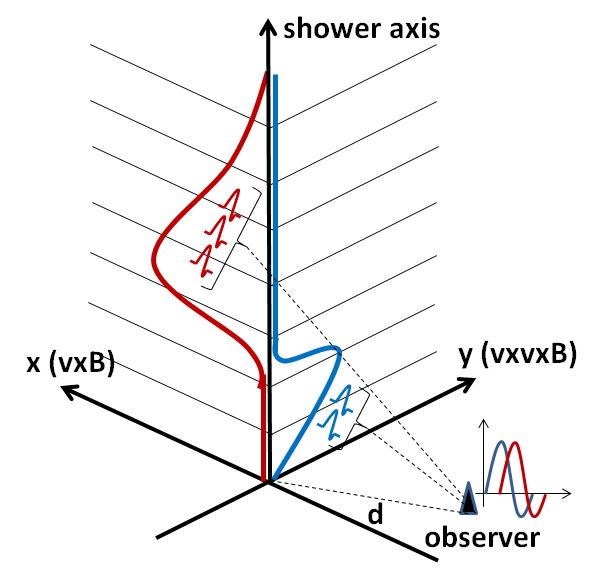 shower axis
x (vxB)
y (vxvxB)
d
observer